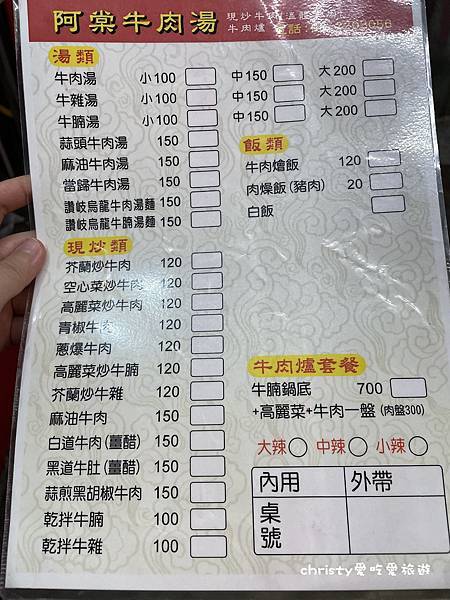 阿棠牛肉湯
現炒牛肉
牛肉爐
湯類
牛肉湯 小100 中150 大200
牛雜湯 小100 中150 大200
牛腩湯 小100 中150 大200
蒜頭牛肉湯 150
麻油牛肉湯 150
當歸牛肉湯 150
讚岐烏龍牛肉湯麵 150
讚岐烏龍牛腩湯麵 150
飯類
牛肉燴飯 120
肉燥飯(豬肉) 20
白飯
現炒類
芥蘭炒牛肉 120
空心菜炒牛肉 120
高麗菜炒牛肉 120
青椒牛肉 120
蔥爆牛肉 120
高麗菜炒牛腩 120
芥蘭炒牛雜 120
麻油牛肉 150
白道牛肉(薑醋) 150
黑道牛肚(薑醋) 150
蒜煎黑胡椒牛肉 150
乾拌牛腩 100
乾拌牛雜 100
牛肉爐套餐
牛腩鍋底 700
+高麗菜+牛肉一盤(肉盤300)
大辣 中辣 小辣
內用 外帶
桌號
christy愛吃愛旅遊